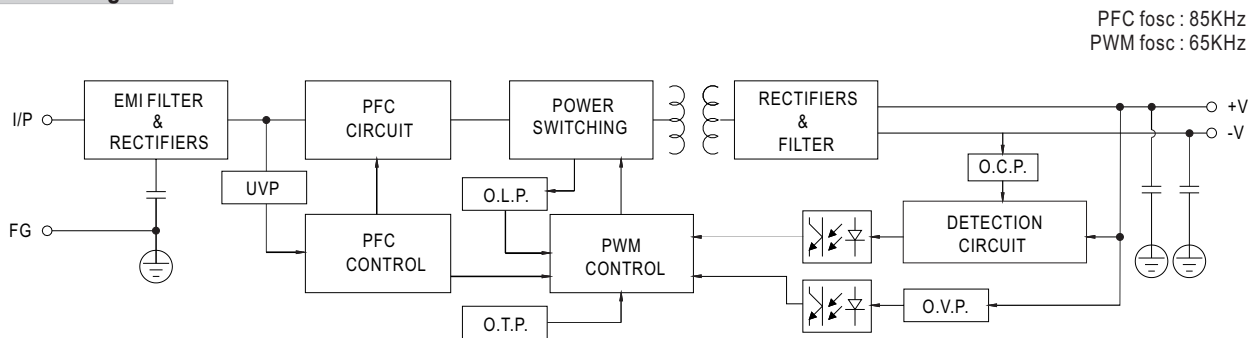 PFC fosc : 85KHz
PWM fosc : 65KHz
I/P
EMI FILTER
&
RECTIFIERS
PFC
CIRCUIT
POWER
SWITCHING
RECTIFIERS
&
FILTER
+V
-V
UVP
O.L.P.
O.C.P.
FG
PFC
CONTROL
PWM
CONTROL
DETECTION
CIRCUIT
O.T.P.
O.V.P.